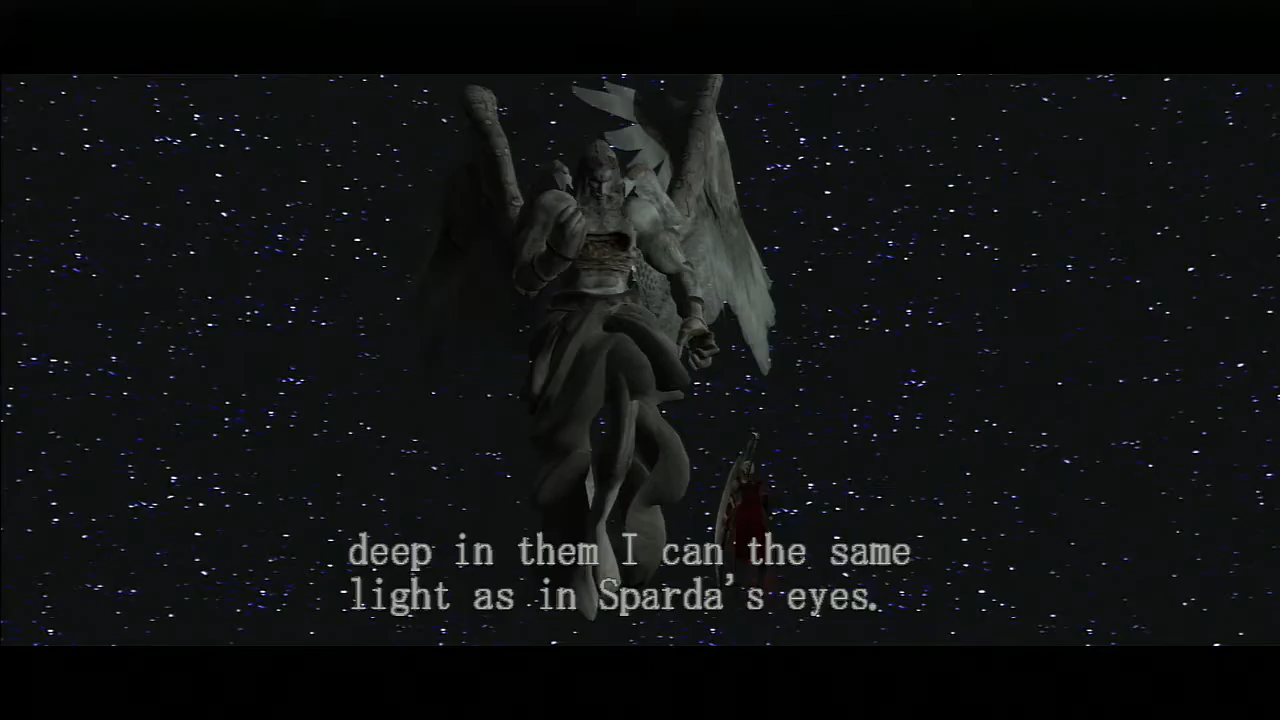 deep in them I can the same
light as in Sparda's eyes.